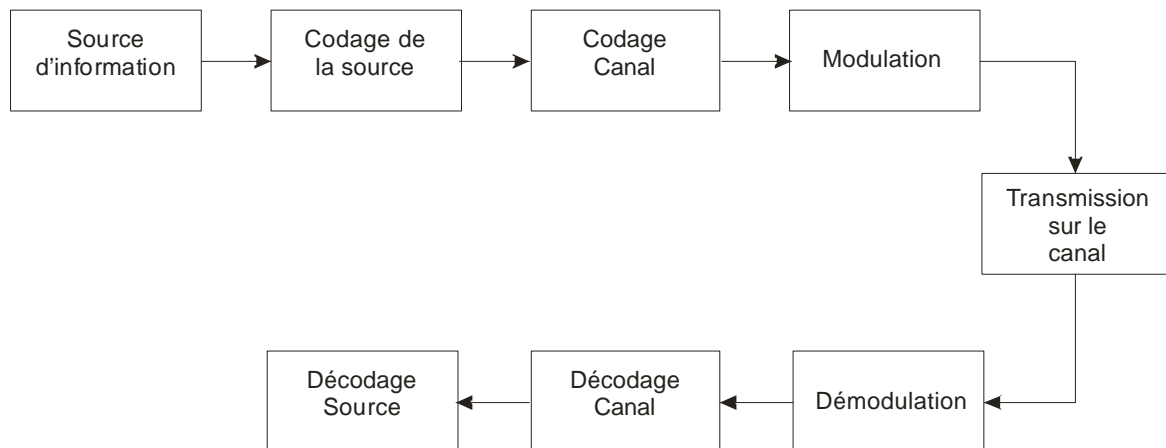 Source
d'information
Codage de
la source
Codage
Canal
Modulation
Transmission
sur le
canal
Démodulation
Décodage
Canal
Décodage
Source